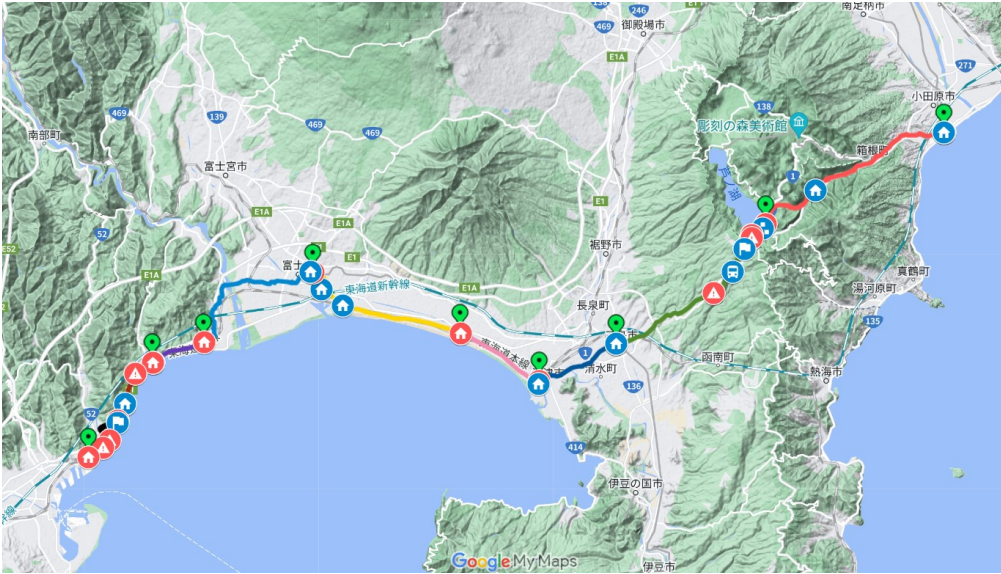 246
南足柄市
御殿場市
E1A
138
271
469
469
139
138
小田原市
469
彫刻の森美術館
南部町
箱根町
芦ノ湖
1
富士宮市
E1A
E1
52
E1A
E52
裾野市
E1
E1A
富士
真鶴町
E1A
東海道新幹線
湯河原町
長泉町
135
東海道本線
1
函南町
清水町
熱海市
136
52
414
伊豆の国市
幹線
伊豆市
Google My Maps